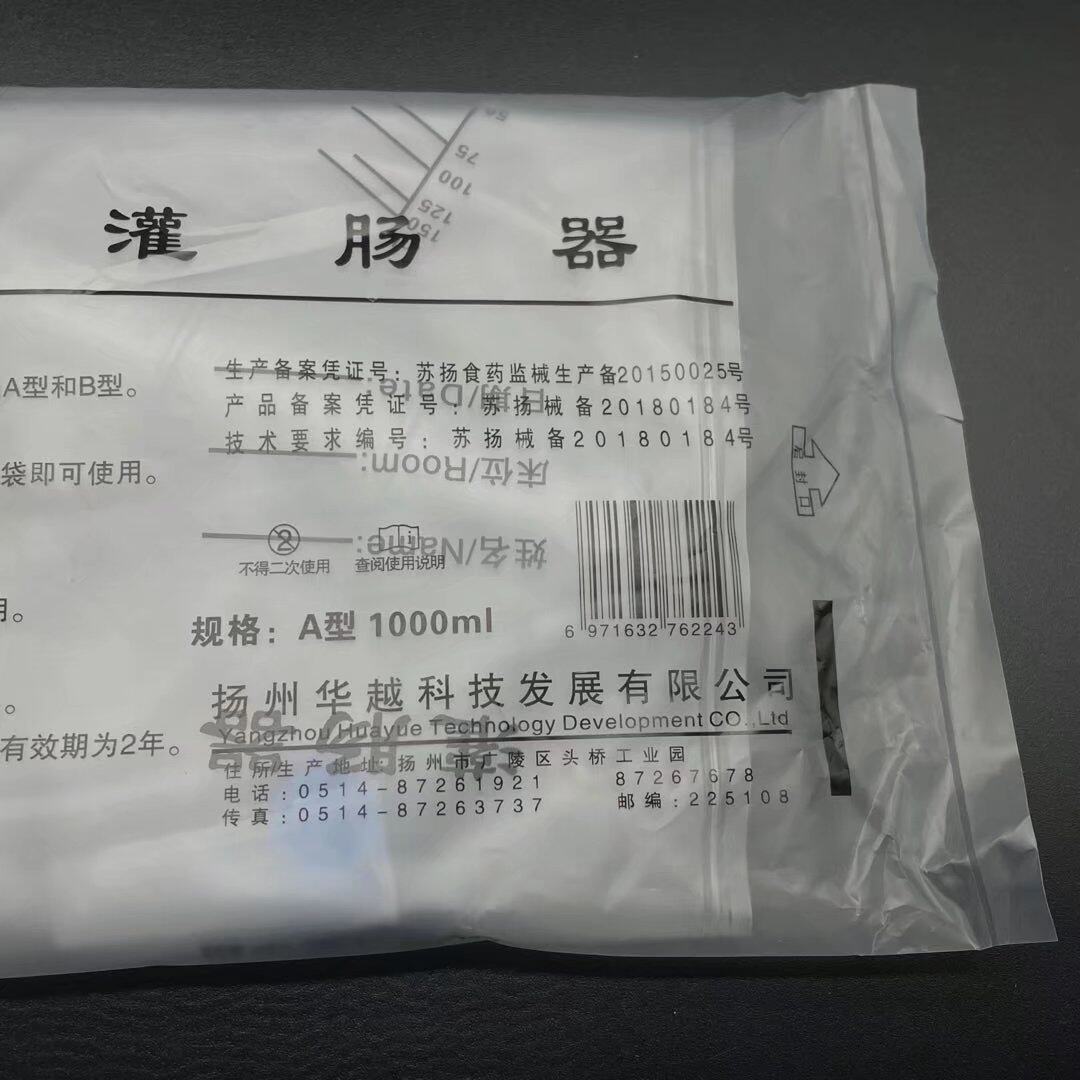 50
75
100
125
150
灌肠器
A型和B型。
生产备案凭证号：苏扬食药监械生产备20150025号
日期/Date:
产品备案凭证号：苏扬械备20180184号
技术要求编号：苏扬械备20180184号
袋即可使用。
床位/Room:
启封口
2
不得二次使用
查阅使用说明
姓名/Name:
用。
规格：A型 1000ml
6 971632 762243
扬州华越科技发展有限公司
Yangzhou Huayue Technology Development CO.,Ltd
灌肠器
有效期为2年。
住所/生产地址：扬州市广陵区头桥工业园
电话：0514-87261921 87267678
传真：0514-87263737 邮编：225108